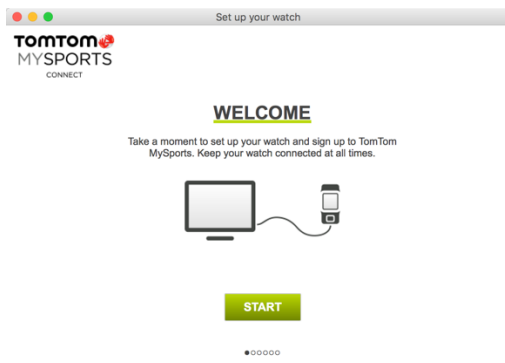 Set up your watch
TOMTOM
MYSPORTS
CONNECT
WELCOME
Take a moment to set up your watch and sign up to TomTom
MySports. Keep your watch connected at all times.
START